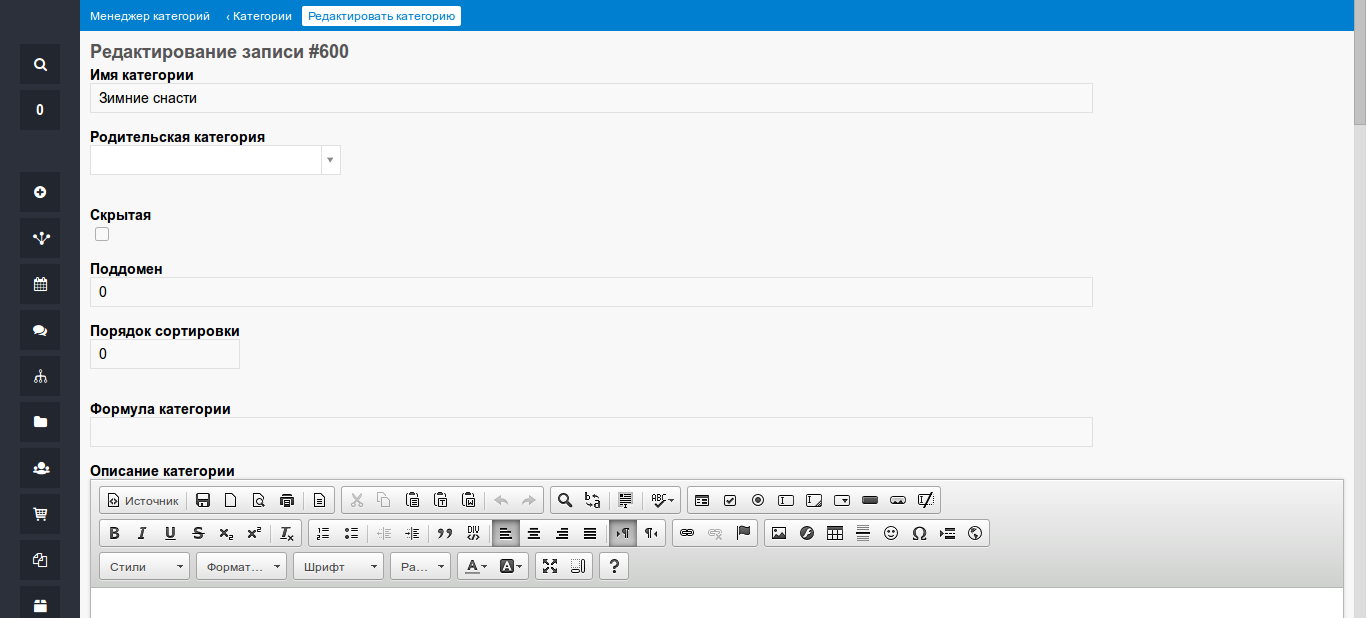 Менеджер категорий ‹ Категории Редактировать категорию
Редактирование записи #600
Имя категории
Зимние снасти
0
Родительская категория
Скрытая
Поддомен
0
Порядок сортировки
0
Формула категории
Описание категории
Источник
Стили Формат... Шрифт Ра... A A ?